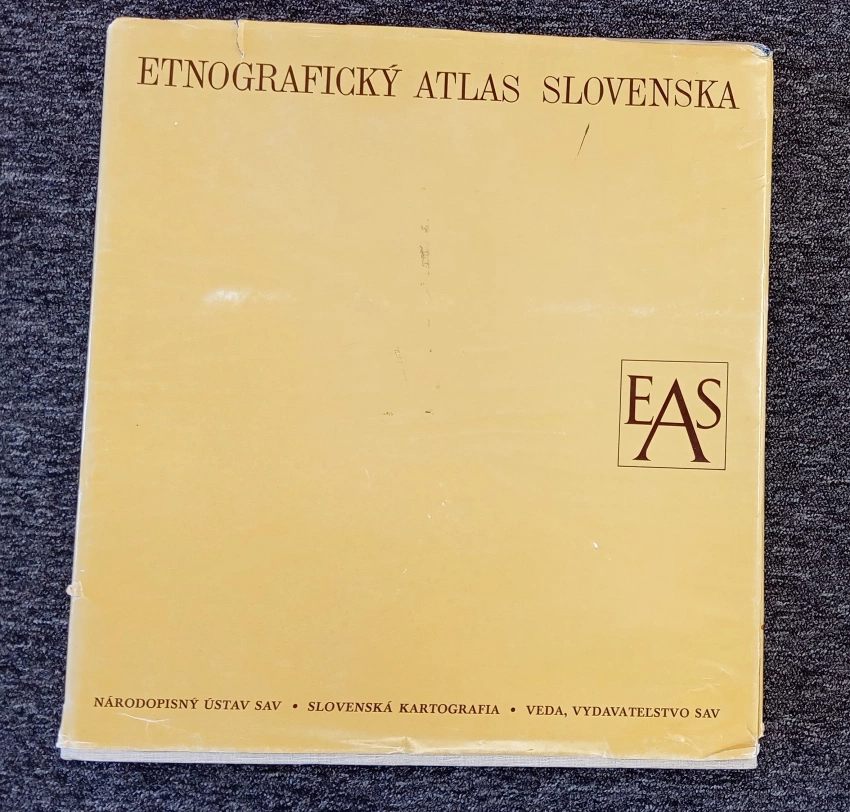 ETNOGRAFICKÝ ATLAS SLOVENSKA
EAS
NÁRODOPISNÝ ÚSTAV SAV • SLOVENSKÁ KARTOGRAFIA • VEDA, VYDAVATEĽSTVO SAV